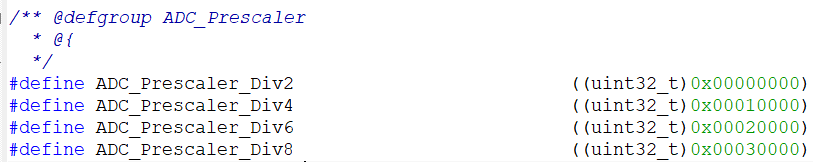 /** @defgroup ADC_Prescaler
  * @{
  */
#define ADC_Prescaler_Div2                         ((uint32_t)0x00000000)
#define ADC_Prescaler_Div4                         ((uint32_t)0x00010000)
#define ADC_Prescaler_Div6                         ((uint32_t)0x00020000)
#define ADC_Prescaler_Div8                         ((uint32_t)0x00030000)